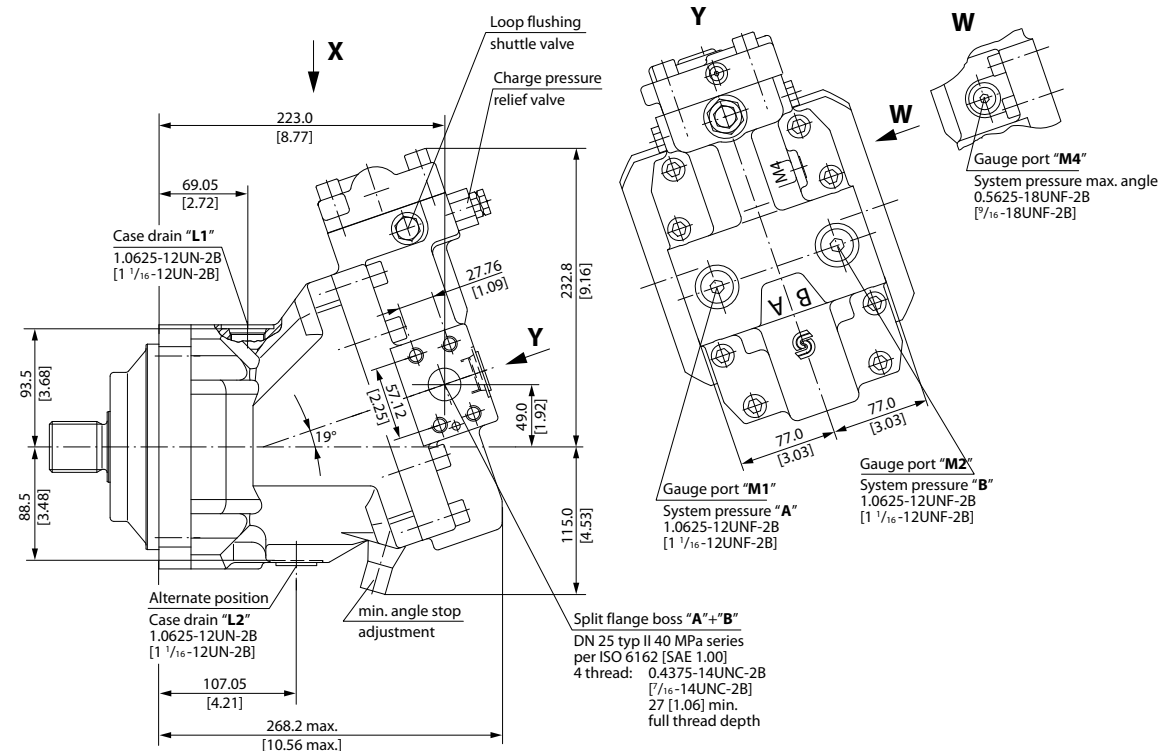 Loop flushing
shuttle valve
X
Charge pressure
relief valve
223.0
[8.77]
69.05
[2.72]
Case drain “L1”
1.0625-12UN-2B
[1 1/16-12UN-2B]
27.76
[1.09]
232.8
[9.16]
Y
93.5
[3.68]
57.12
[2.25]
49.0
[1.92]
19°
88.5
[3.48]
115.0
[4.53]
Alternate position
Case drain “L2”
1.0625-12UN-2B
[1 1/16-12UN-2B]
min. angle stop
adjustment
107.05
[4.21]
268.2 max.
[10.56 max.]
Split flange boss “A”+”B”
DN 25 typ II 40 MPa series
per ISO 6162 [SAE 1.00]
4 thread: 0.4375-14UNC-2B
[7/16-14UNC-2B]
27 [1.06] min.
full thread depth
Y
W
W
M4
B|A
Gauge port “M4”
System pressure max. angle
0.5625-18UNF-2B
[9/16-18UNF-2B]
77.0
[3.03]
77.0
[3.03]
Gauge port “M1”
System pressure “A”
1.0625-12UNF-2B
[1 1/16-12UNF-2B]
Gauge port “M2”
System pressure “B”
1.0625-12UNF-2B
[1 1/16-12UNF-2B]